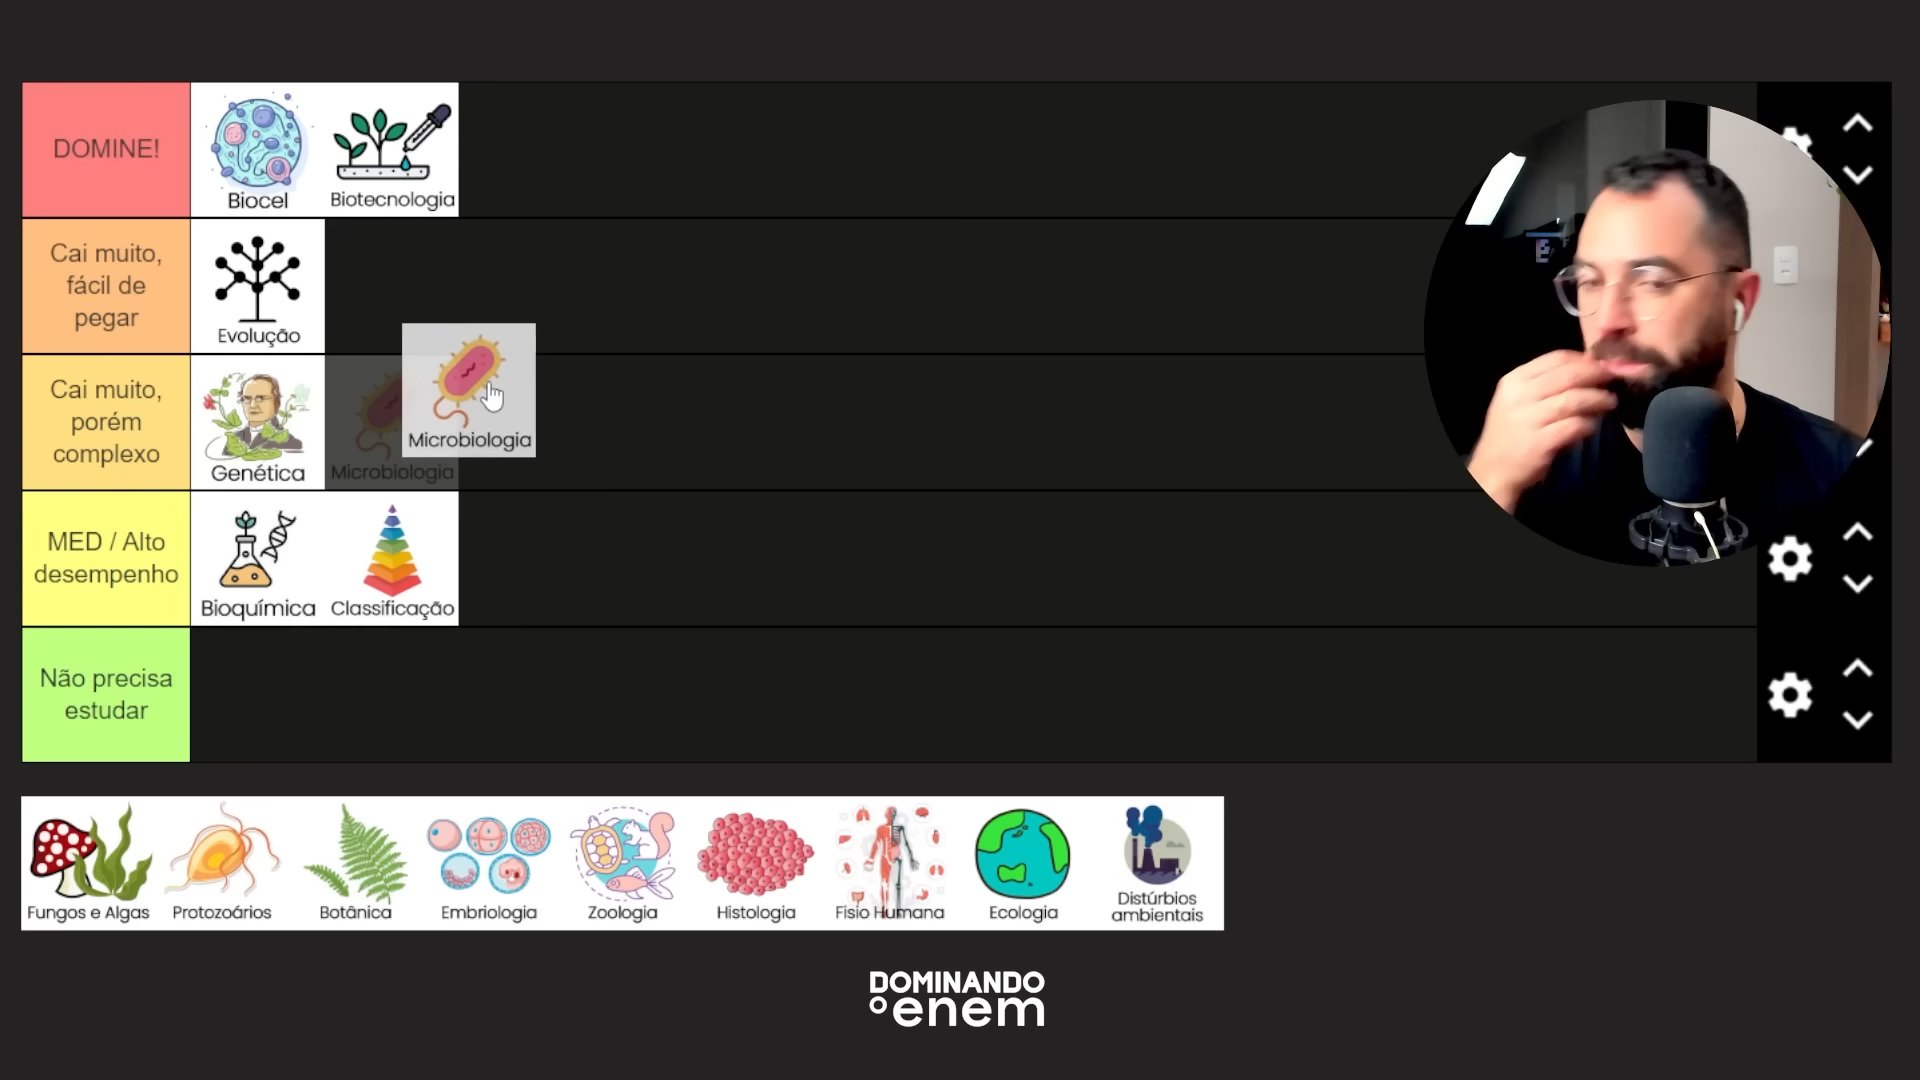 DOMINE!
Biocel
Biotecnologia
Cai muito,
fácil de
pegar
Evolução
Cai muito,
porém
complexo
Genética
Microbiologia
Microbiologia
MED / Alto
desempenho
Bioquímica
Classificação
Não precisa
estudar
Fungos e Algas
Protozoários
Botânica
Embriologia
Zoologia
Histologia
Fisio Humana
Ecologia
Distúrbios
ambientais
DOMINANDO
o enem